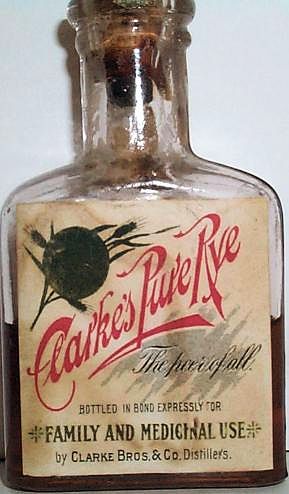 Clarke's Pure Rye
The peer of all.
BOTTLED IN BOND EXPRESSLY FOR
FAMILY AND MEDICINAL USE
by CLARKE BROS. & CO. Distillers.